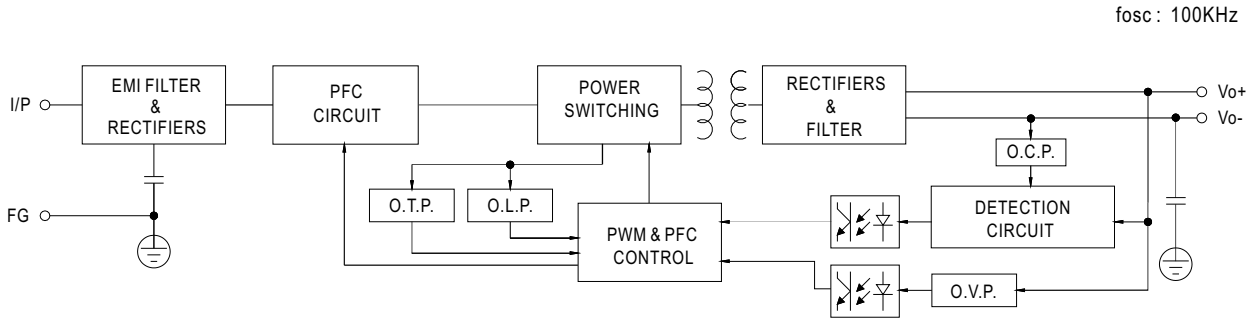 fosc : 100KHz
I/P
EMI FILTER
&
RECTIFIERS
PFC
CIRCUIT
POWER
SWITCHING
RECTIFIERS
&
FILTER
Vo+
Vo-
O.C.P.
FG
O.T.P.
O.L.P.
PWM & PFC
CONTROL
DETECTION
CIRCUIT
O.V.P.